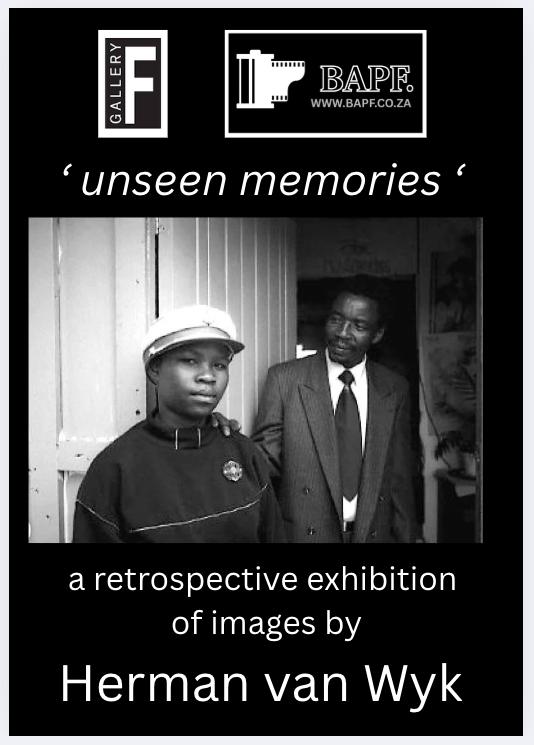 GALLERY
F
BAPF.
WWW.BAPF.CO.ZA
‘ unseen memories ‘
a retrospective exhibition
of images by
Herman van Wyk